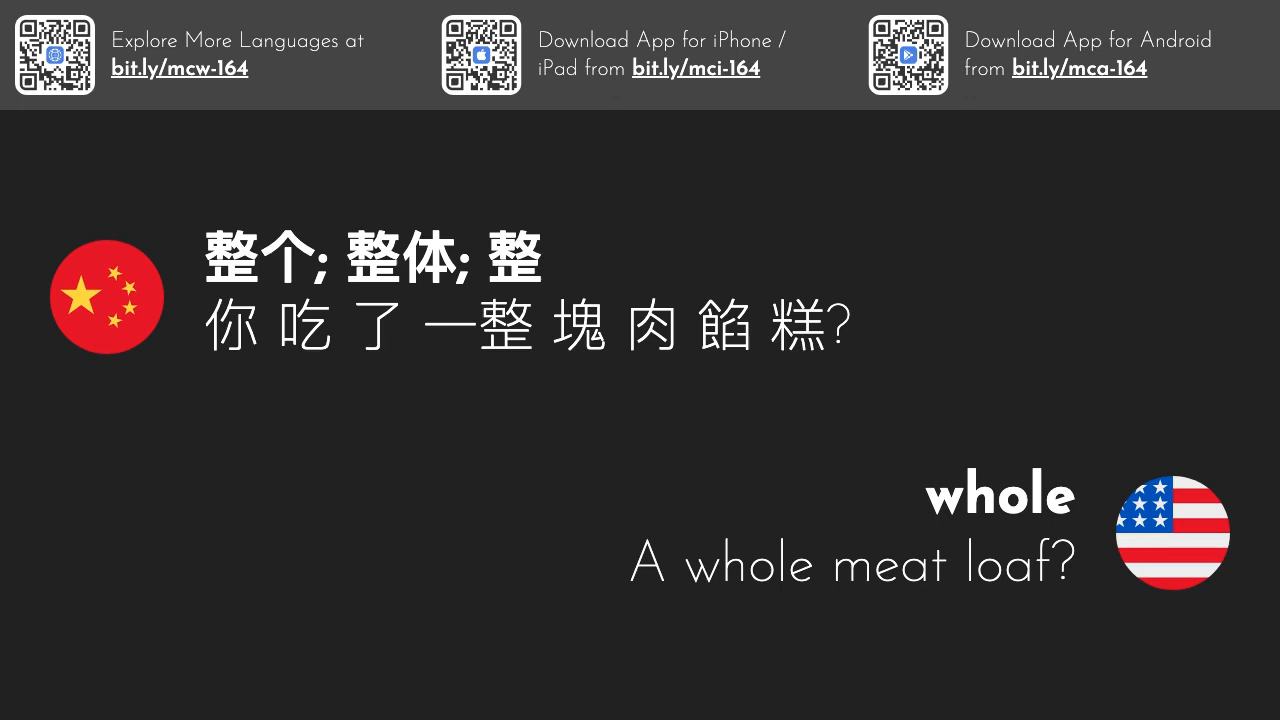 Explore More Languages at
bit.ly/mcw-164
Download App for iPhone /
iPad from bit.ly/mci-164
Download App for Android
from bit.ly/mca-164
整个; 整体; 整
你 吃 了 一整 塊 肉 餡 糕?
whole
A whole meat loaf?